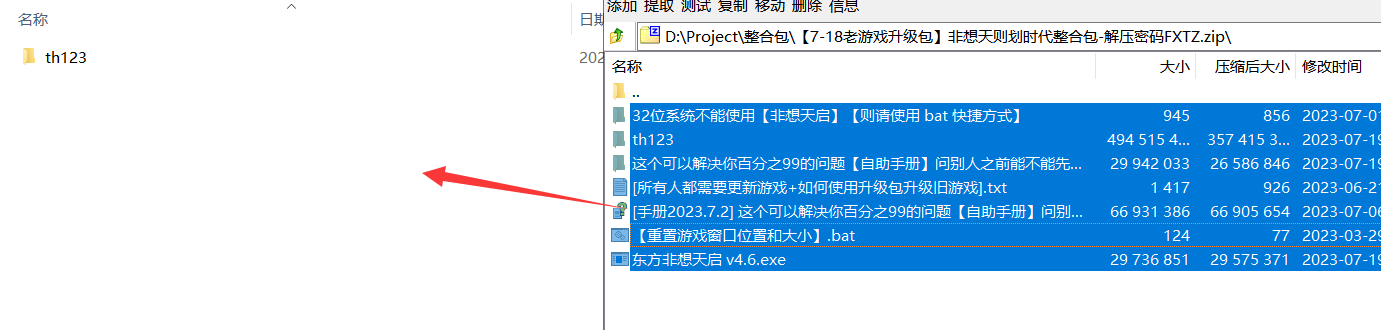 名称
日期
th123
202
添加 提取 测试 复制 移动 删除 信息
D:\Project\整合包\【7-18老游戏升级包】非想天则划时代整合包-解压密码FXTZ.zip\
名称 大小 压缩后大小 修改时间
..
32位系统不能使用【非想天启】【则请使用 bat 快捷方式】 945 856 2023-07-01
th123 494 515 4... 357 415 3... 2023-07-19
这个可以解决你百分之99的问题【自助手册】问别人之前能不能先... 29 942 033 26 586 846 2023-07-19
[所有人都需要更新游戏+如何使用升级包升级旧游戏].txt 1 417 926 2023-06-21
[手册2023.7.2] 这个可以解决你百分之99的问题【自助手册】问别... 66 931 386 66 905 654 2023-07-06
【重置游戏窗口位置和大小】.bat 124 77 2023-03-29
东方非想天启 v4.6.exe 29 736 851 29 575 371 2023-07-19